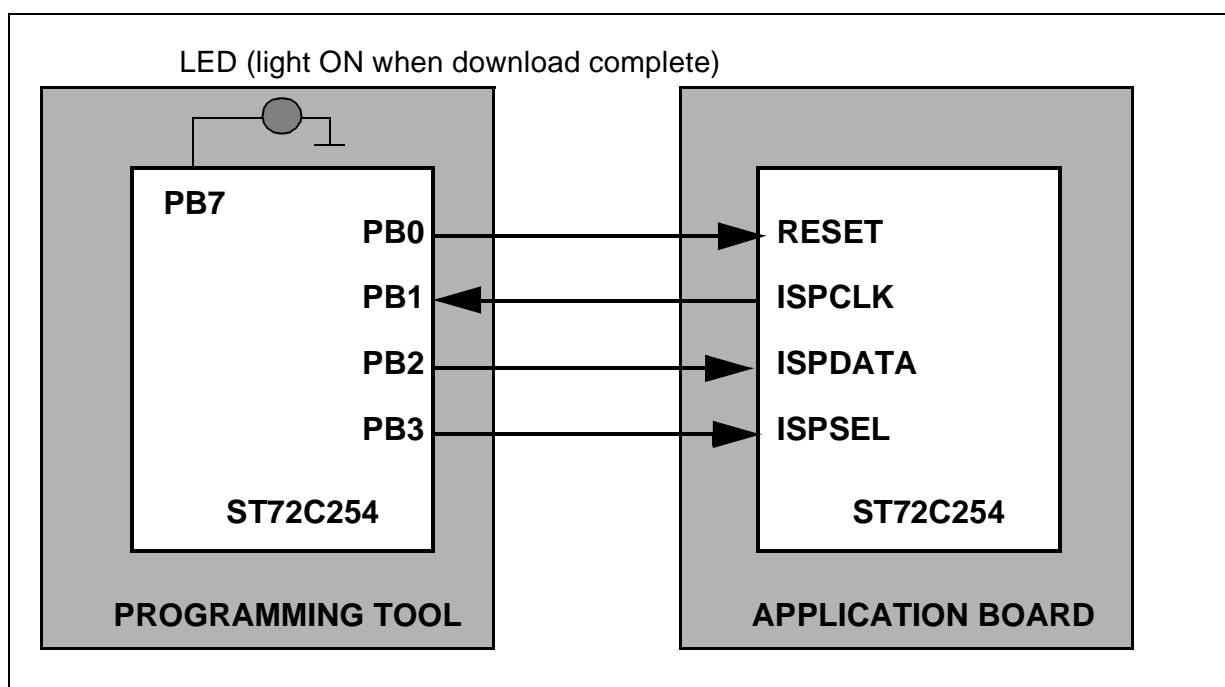 LED (light ON when download complete)
PB7
PB0
PB1
PB2
PB3
ST72C254
PROGRAMMING TOOL
RESET
ISPCLK
ISPDATA
ISPSEL
ST72C254
APPLICATION BOARD